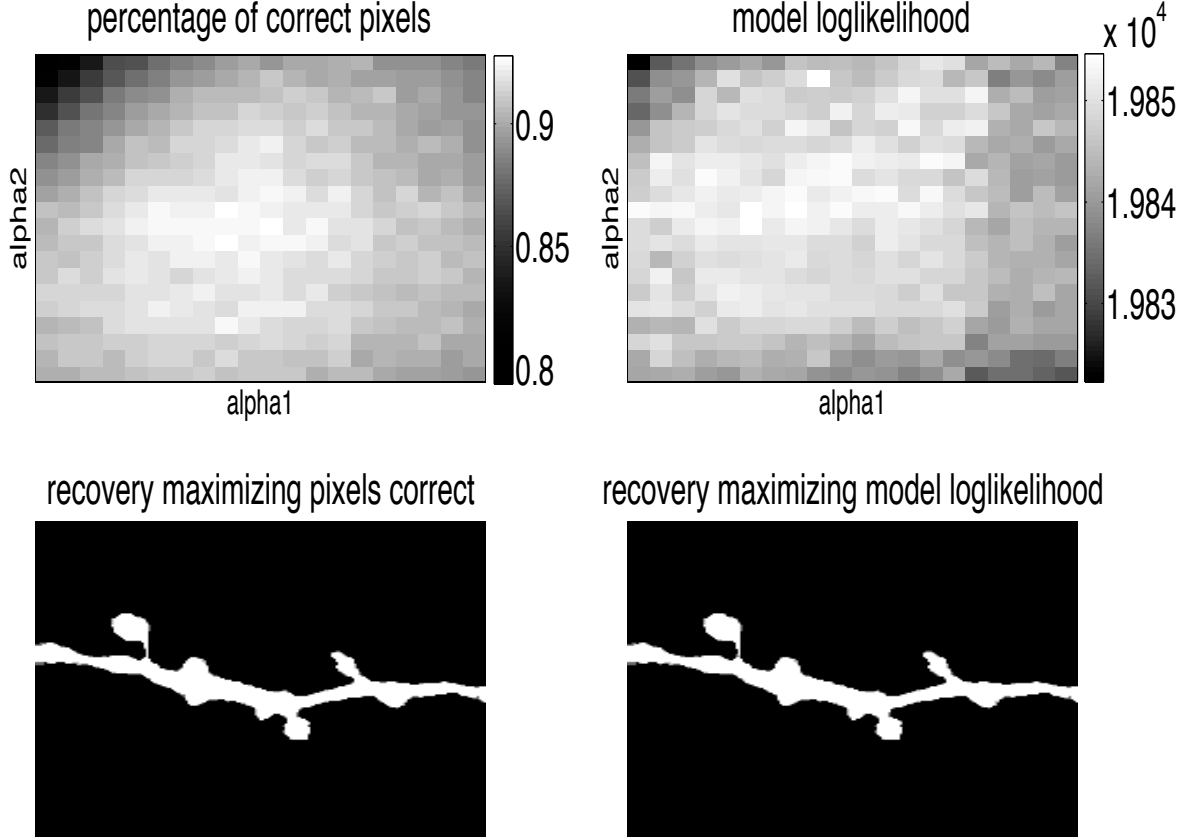 percentage of correct pixels
0.9
0.85
0.8
alpha2
alpha1
model loglikelihood
x 10^4
1.985
1.984
1.983
alpha2
alpha1
recovery maximizing pixels correct
recovery maximizing model loglikelihood